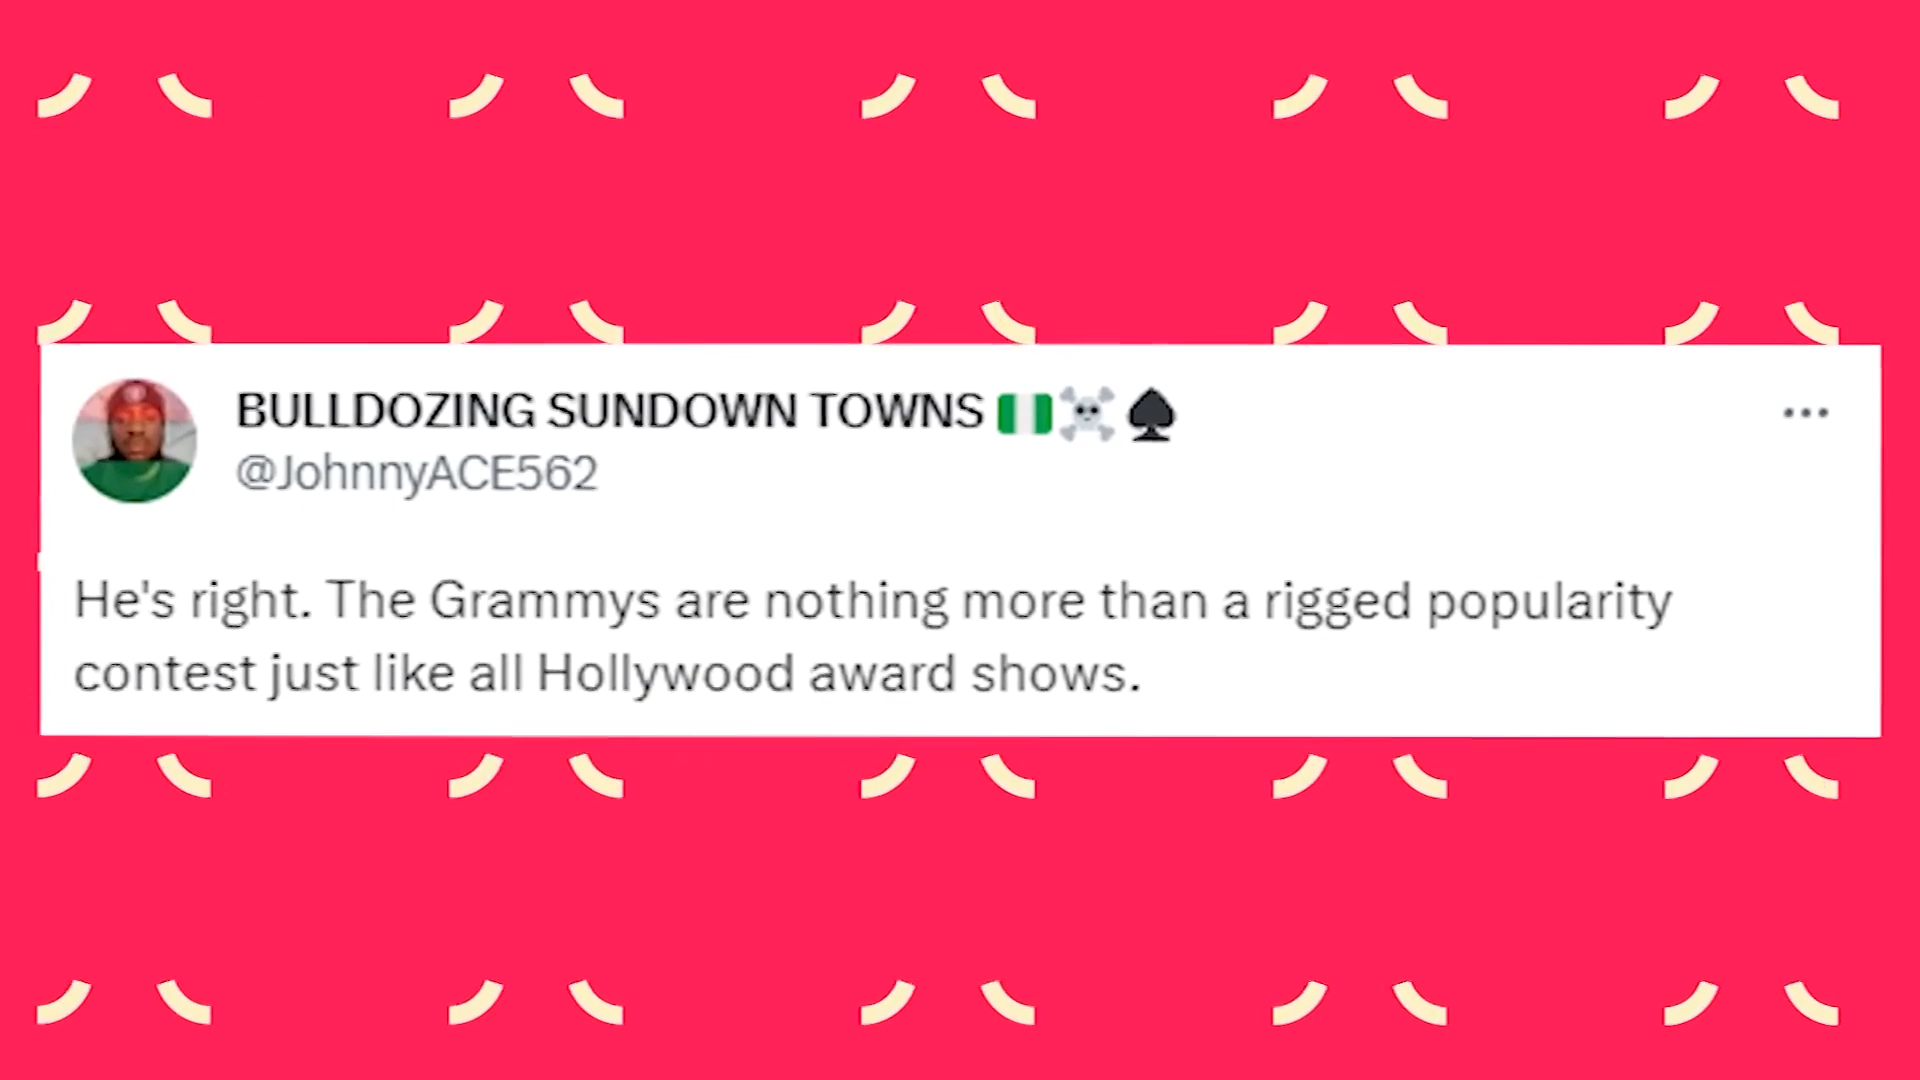 BULLDOZING SUNDOWN TOWNS 🇳🇬☠️♠️
@JohnnyACE562
He's right. The Grammys are nothing more than a rigged popularity
contest just like all Hollywood award shows.